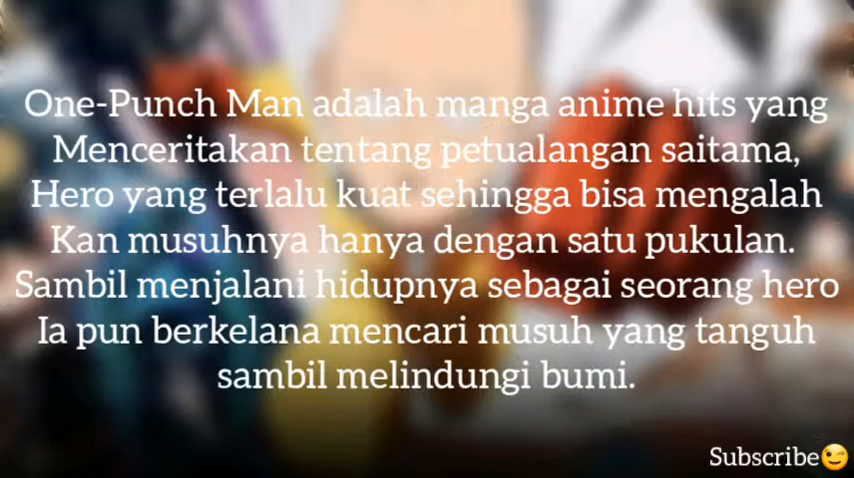 One-Punch Man adalah manga anime hits yang
Menceritakan tentang petualangan saitama,
Hero yang terlalu kuat sehingga bisa mengalah
Kan musuhnya hanya dengan satu pukulan.
Sambil menjalani hidupnya sebagai seorang hero
Ia pun berkelana mencari musuh yang tanguh
sambil melindungi bumi.
Subscribe😉